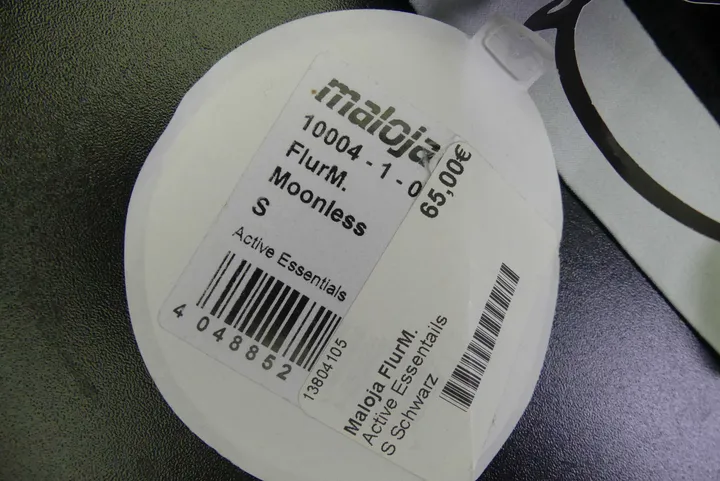 maloja
10004 - 1 - 0
FlurM.
Moonless
S
Active Essentials
4 048852
65,00€
13804105
Maloja FlurM.
Active Essentails
S Schwarz